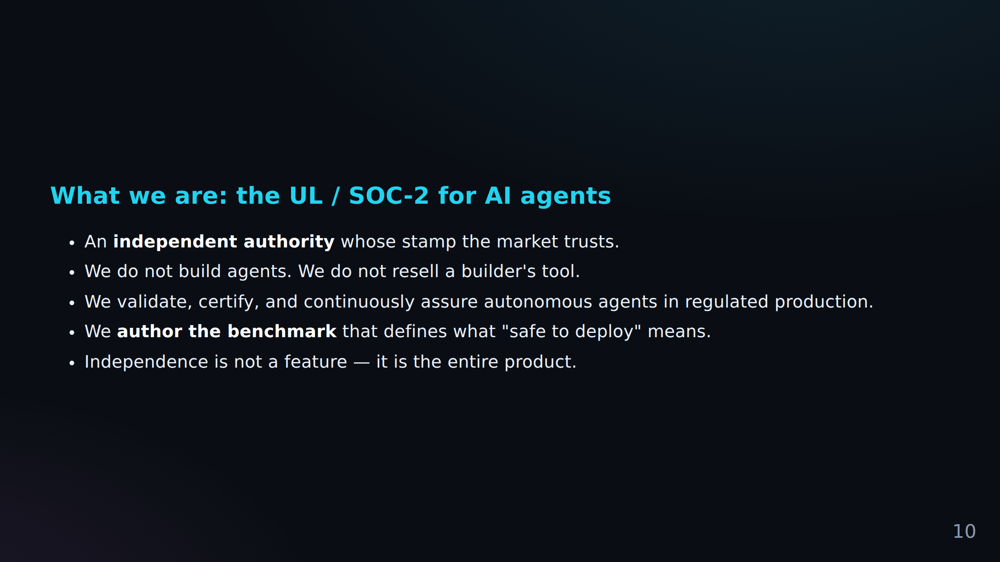 What we are: the UL / SOC-2 for AI agents
• An independent authority whose stamp the market trusts.
• We do not build agents. We do not resell a builder's tool.
• We validate, certify, and continuously assure autonomous agents in regulated production.
• We author the benchmark that defines what "safe to deploy" means.
• Independence is not a feature — it is the entire product.
10